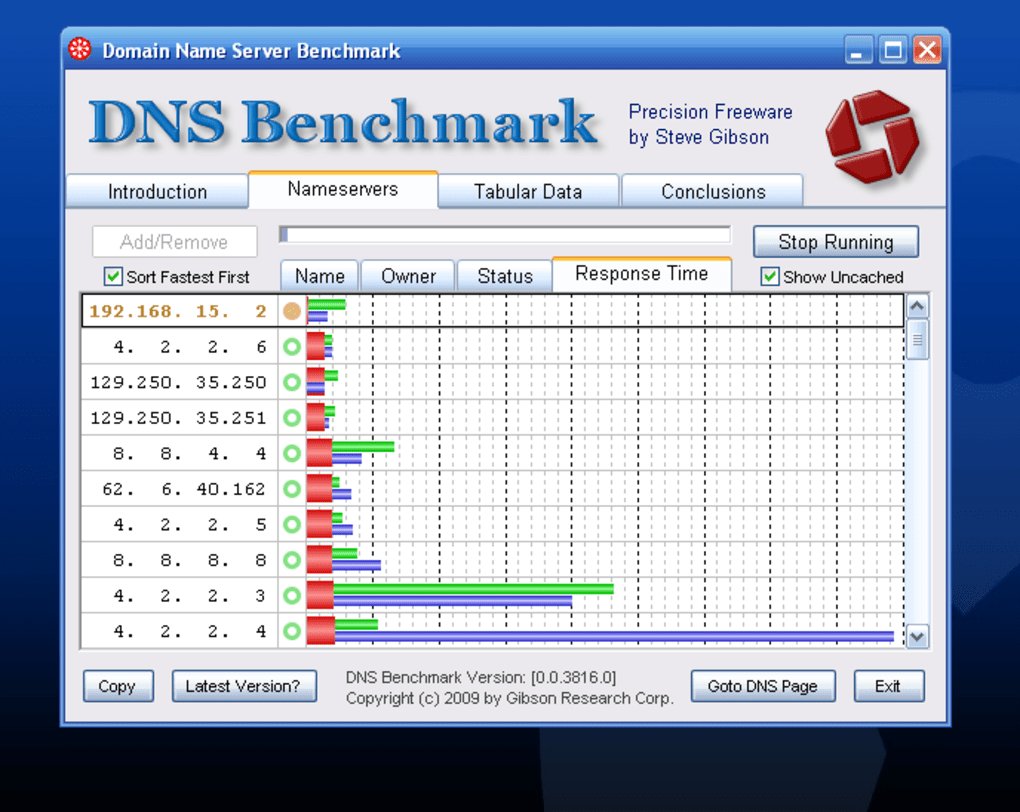 Domain Name Server Benchmark
DNS Benchmark
Precision Freeware
by Steve Gibson
Introduction
Nameservers
Tabular Data
Conclusions
Add/Remove
Stop Running
Sort Fastest First
Name
Owner
Status
Response Time
Show Uncached
192.168. 15.  2
4.  2.  2.  6
129.250. 35.250
129.250. 35.251
8.  8.  4.  4
62.  6. 40.162
4.  2.  2.  5
8.  8.  8.  8
4.  2.  2.  3
4.  2.  2.  4
Copy
Latest Version?
DNS Benchmark Version: [0.0.3816.0]
Copyright (c) 2009 by Gibson Research Corp.
Goto DNS Page
Exit